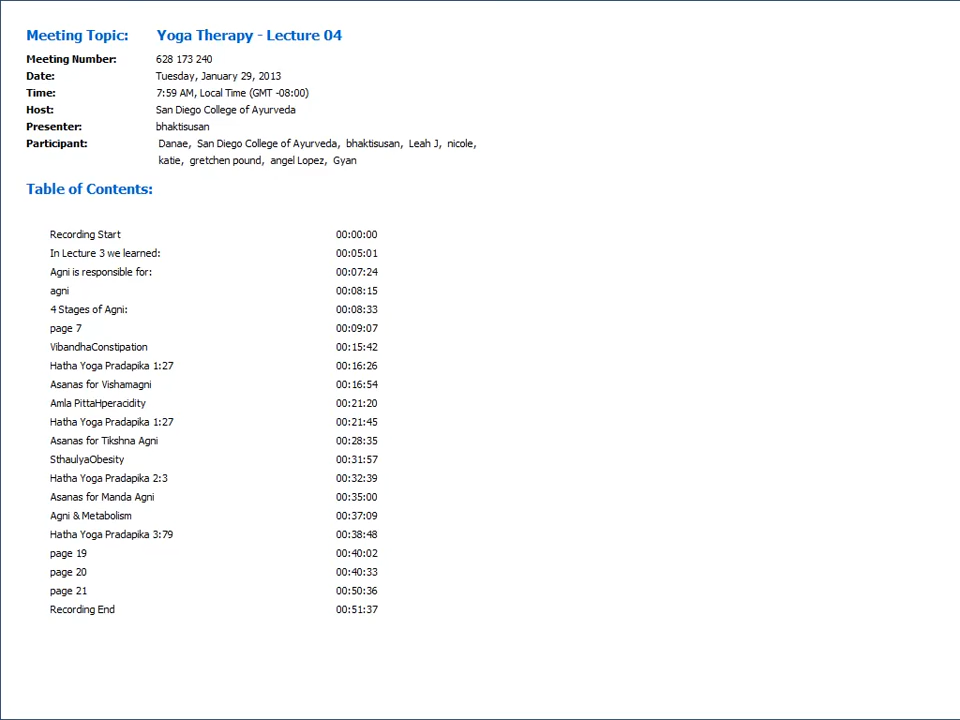 Meeting Topic: Yoga Therapy - Lecture 04
Meeting Number: 628 173 240
Date: Tuesday, January 29, 2013
Time: 7:59 AM, Local Time (GMT -08:00)
Host: San Diego College of Ayurveda
Presenter: bhaktisusan
Participant: Danae, San Diego College of Ayurveda, bhaktisusan, Leah J, nicole,
katie, gretchen pound, angel Lopez, Gyan
Table of Contents:
Recording Start 00:00:00
In Lecture 3 we learned: 00:05:01
Agni is responsible for: 00:07:24
agni 00:08:15
4 Stages of Agni: 00:08:33
page 7 00:09:07
VibandhaConstipation 00:15:42
Hatha Yoga Pradapika 1:27 00:16:26
Asanas for Vishamagni 00:16:54
Amla PittaHperacidity 00:21:20
Hatha Yoga Pradapika 1:27 00:21:45
Asanas for Tikshna Agni 00:28:35
SthaulyaObesity 00:31:57
Hatha Yoga Pradapika 2:3 00:32:39
Asanas for Manda Agni 00:35:00
Agni & Metabolism 00:37:09
Hatha Yoga Pradapika 3:79 00:38:48
page 19 00:40:02
page 20 00:40:33
page 21 00:50:36
Recording End 00:51:37